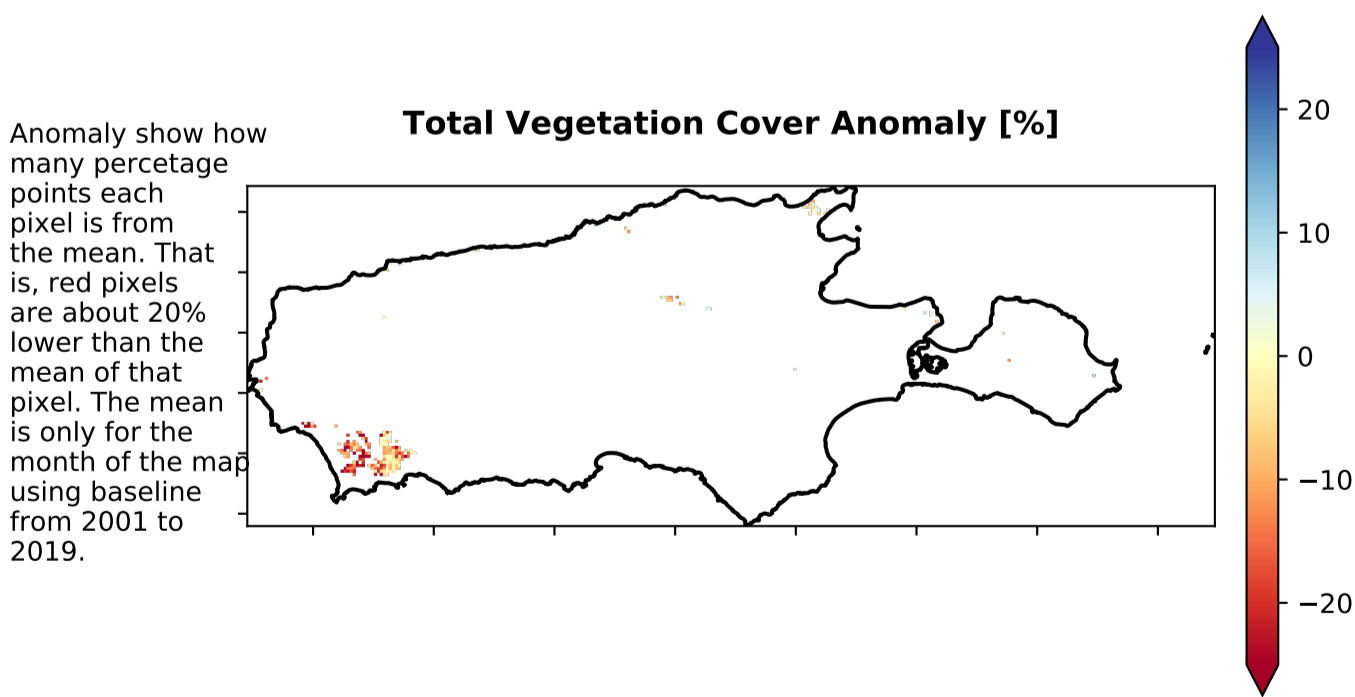 Total Vegetation Cover Anomaly [%]
Anomaly show how
many percetage
points each
pixel is from
the mean. That
is, red pixels
are about 20%
lower than the
mean of that
pixel. The mean
is only for the
month of the map
using baseline
from 2001 to
2019.
20
10
0
−10
−20